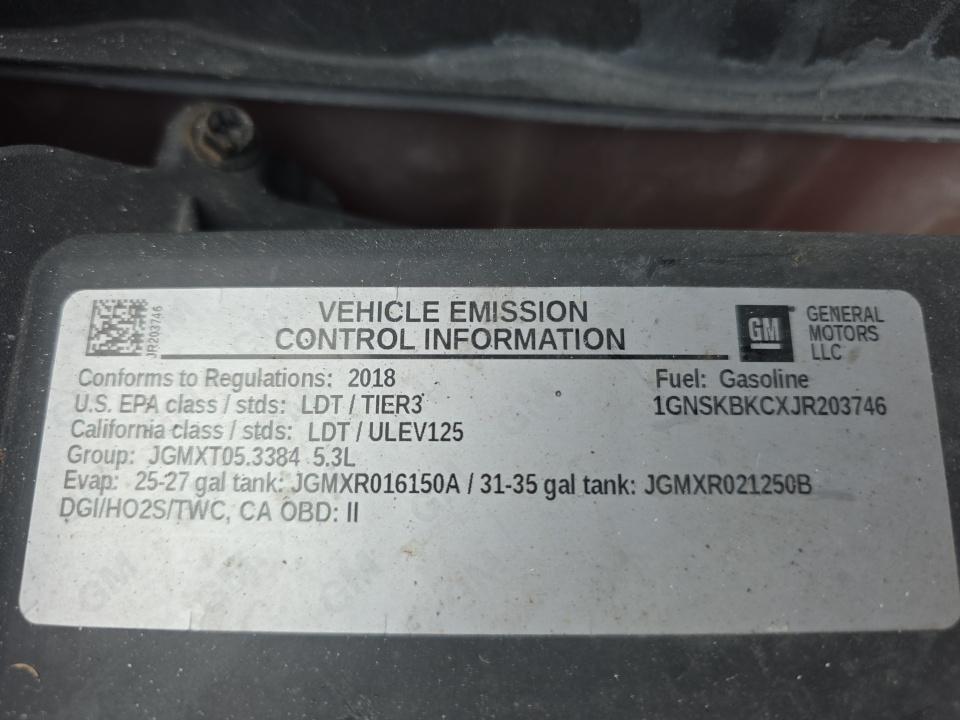 JR203746
VEHICLE EMISSION
CONTROL INFORMATION
GM
GENERAL
MOTORS
LLC
Conforms to Regulations: 2018
Fuel: Gasoline
U.S. EPA class / stds: LDT / TIER3
1GNSKBKCXJR203746
California class / stds: LDT / ULEV125
Group: JGMXT05.3384 5.3L
Evap: 25-27 gal tank: JGMXR016150A / 31-35 gal tank: JGMXR021250B
DGI/HO2S/TWC, CA OBD: II